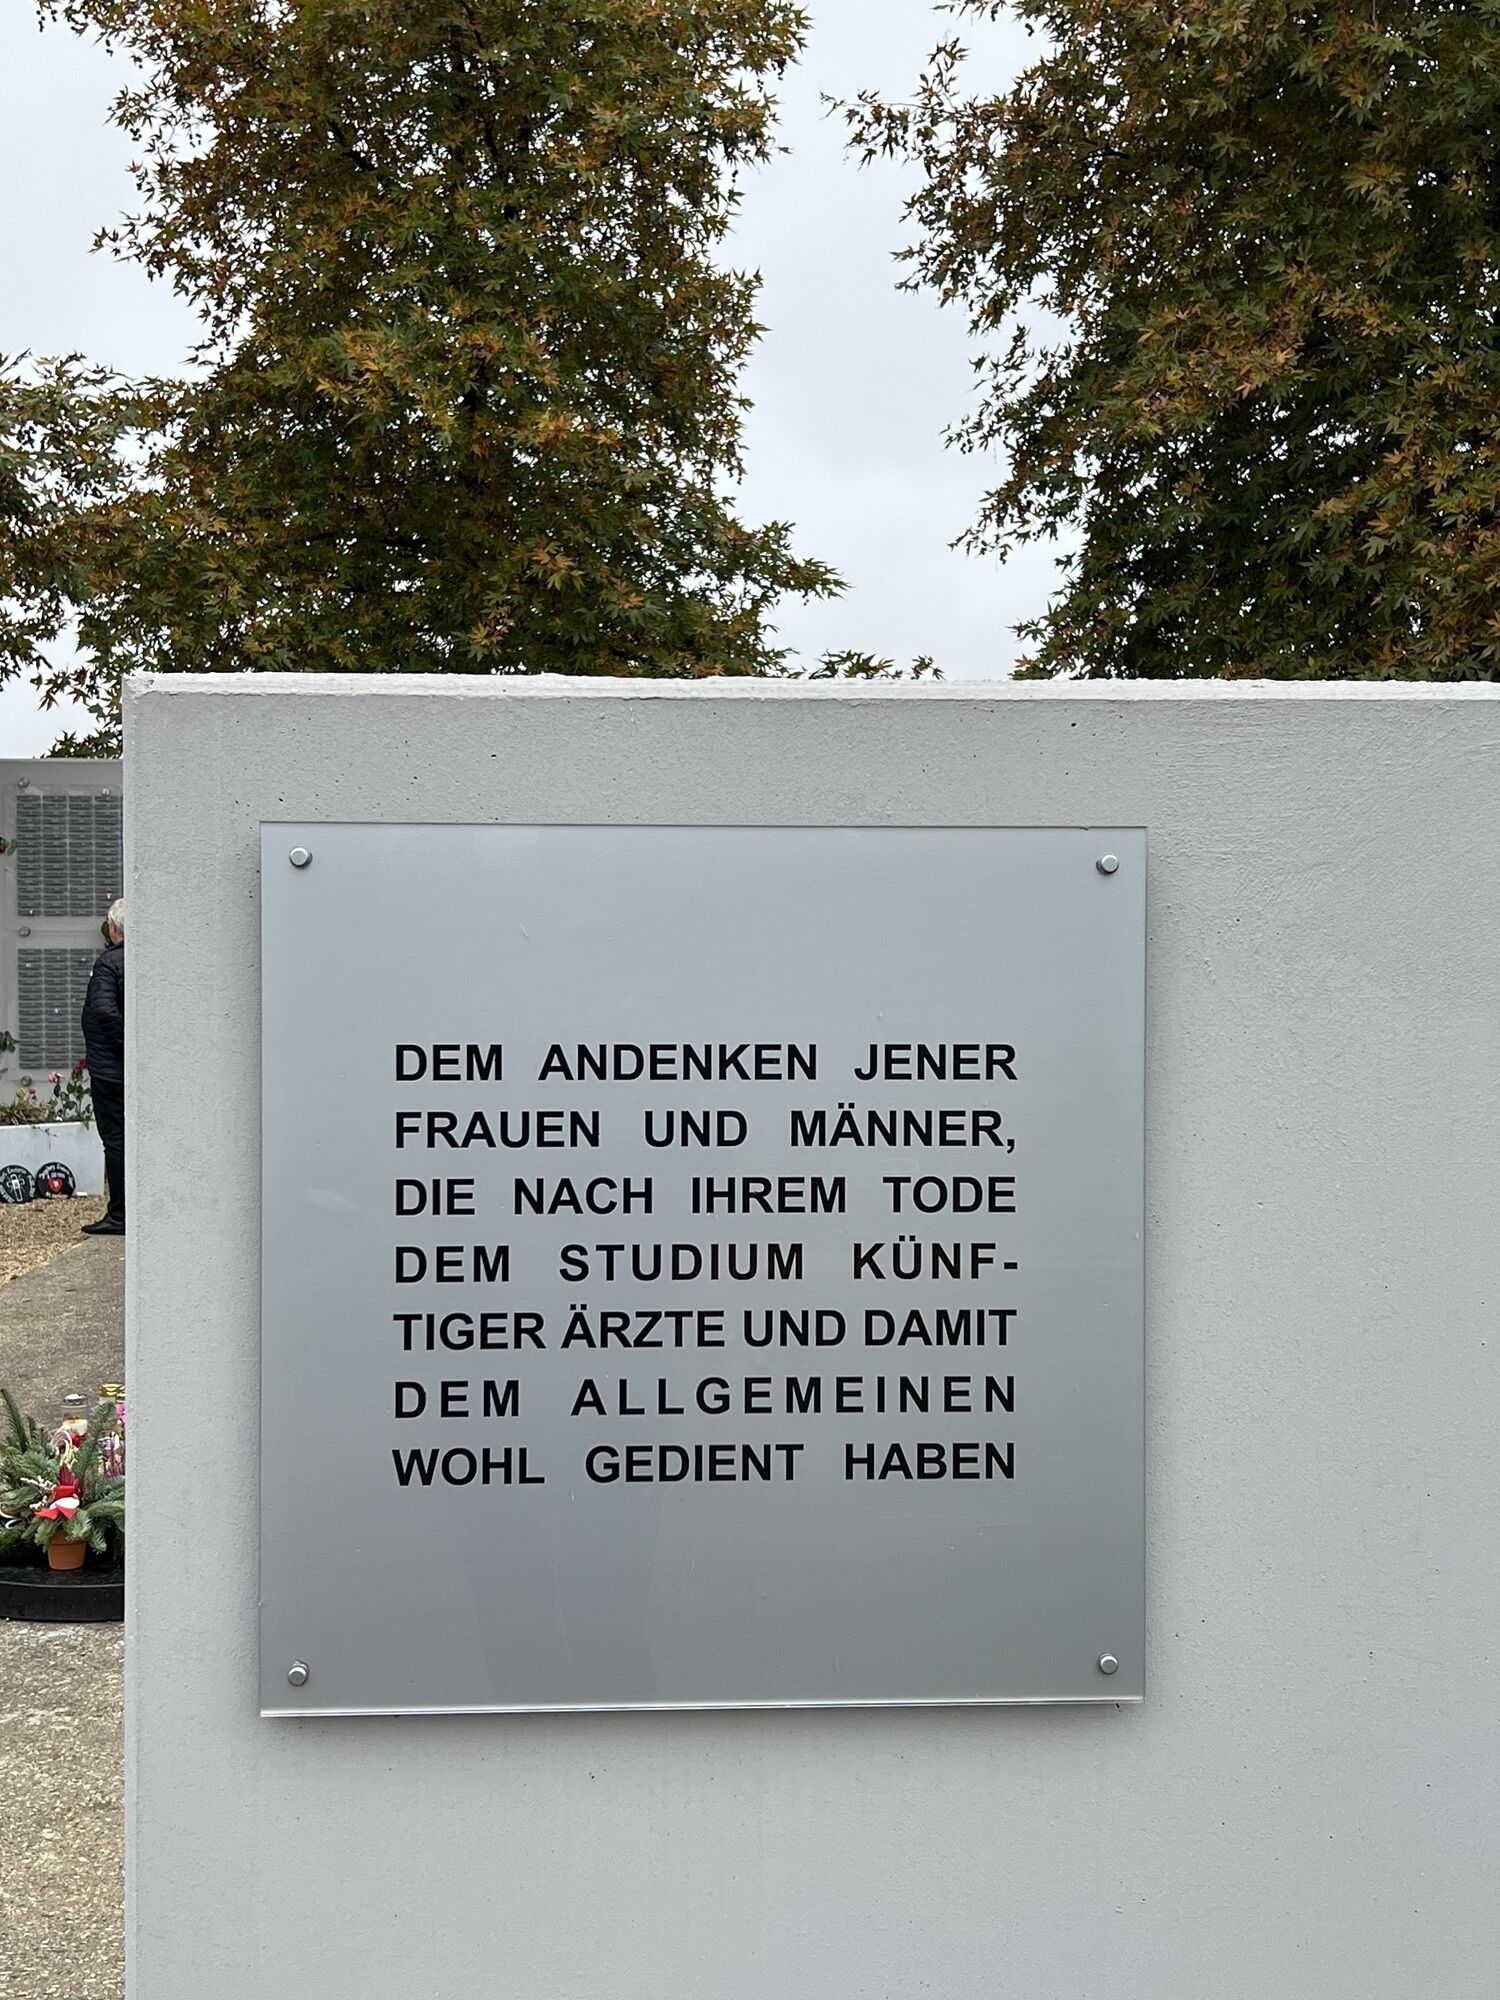 DEM ANDENKEN JENER
FRAUEN UND MÄNNER,
DIE NACH IHREM TODE
DEM STUDIUM KÜNF-
TIGER ÄRZTE UND DAMIT
DEM ALLGEMEINEN
WOHL GEDIENT HABEN